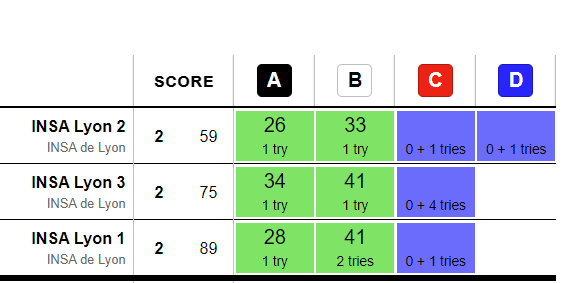 SCORE A B C D
INSA Lyon 2 2 59 26 33
INSA de Lyon 1 try 1 try 0 + 1 tries 0 + 1 tries
INSA Lyon 3 2 75 34 41
INSA de Lyon 1 try 1 try 0 + 4 tries
INSA Lyon 1 2 89 28 41
INSA de Lyon 1 try 2 tries 0 + 1 tries